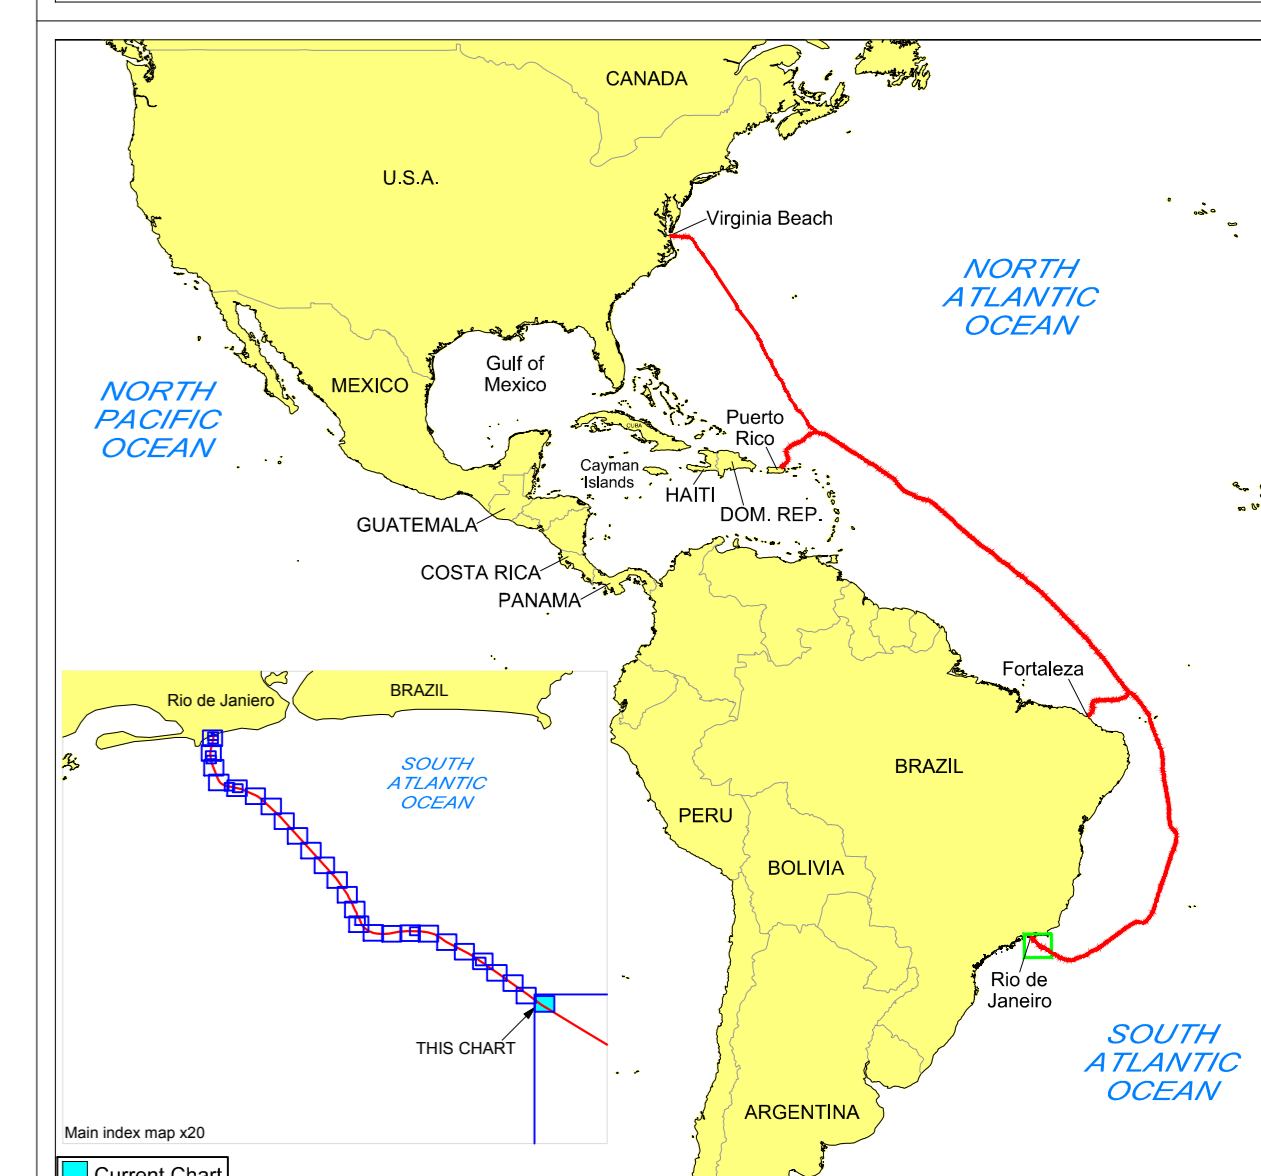 CANADA
U.S.A.
Virginia Beach
NORTH
ATLANTIC
OCEAN
Gulf of
Mexico
MEXICO
NORTH
PACIFIC
OCEAN
Puerto
Rico
CUBA
Cayman
Islands
HAITI
DOM. REP.
GUATEMALA
COSTA RICA
PANAMA
Fortaleza
BRAZIL
PERU
BOLIVIA
Rio de
Janeiro
SOUTH
ATLANTIC
OCEAN
ARGENTINA
Rio de Janiero
BRAZIL
SOUTH
ATLANTIC
OCEAN
THIS CHART
Main index map x20
Current Chart